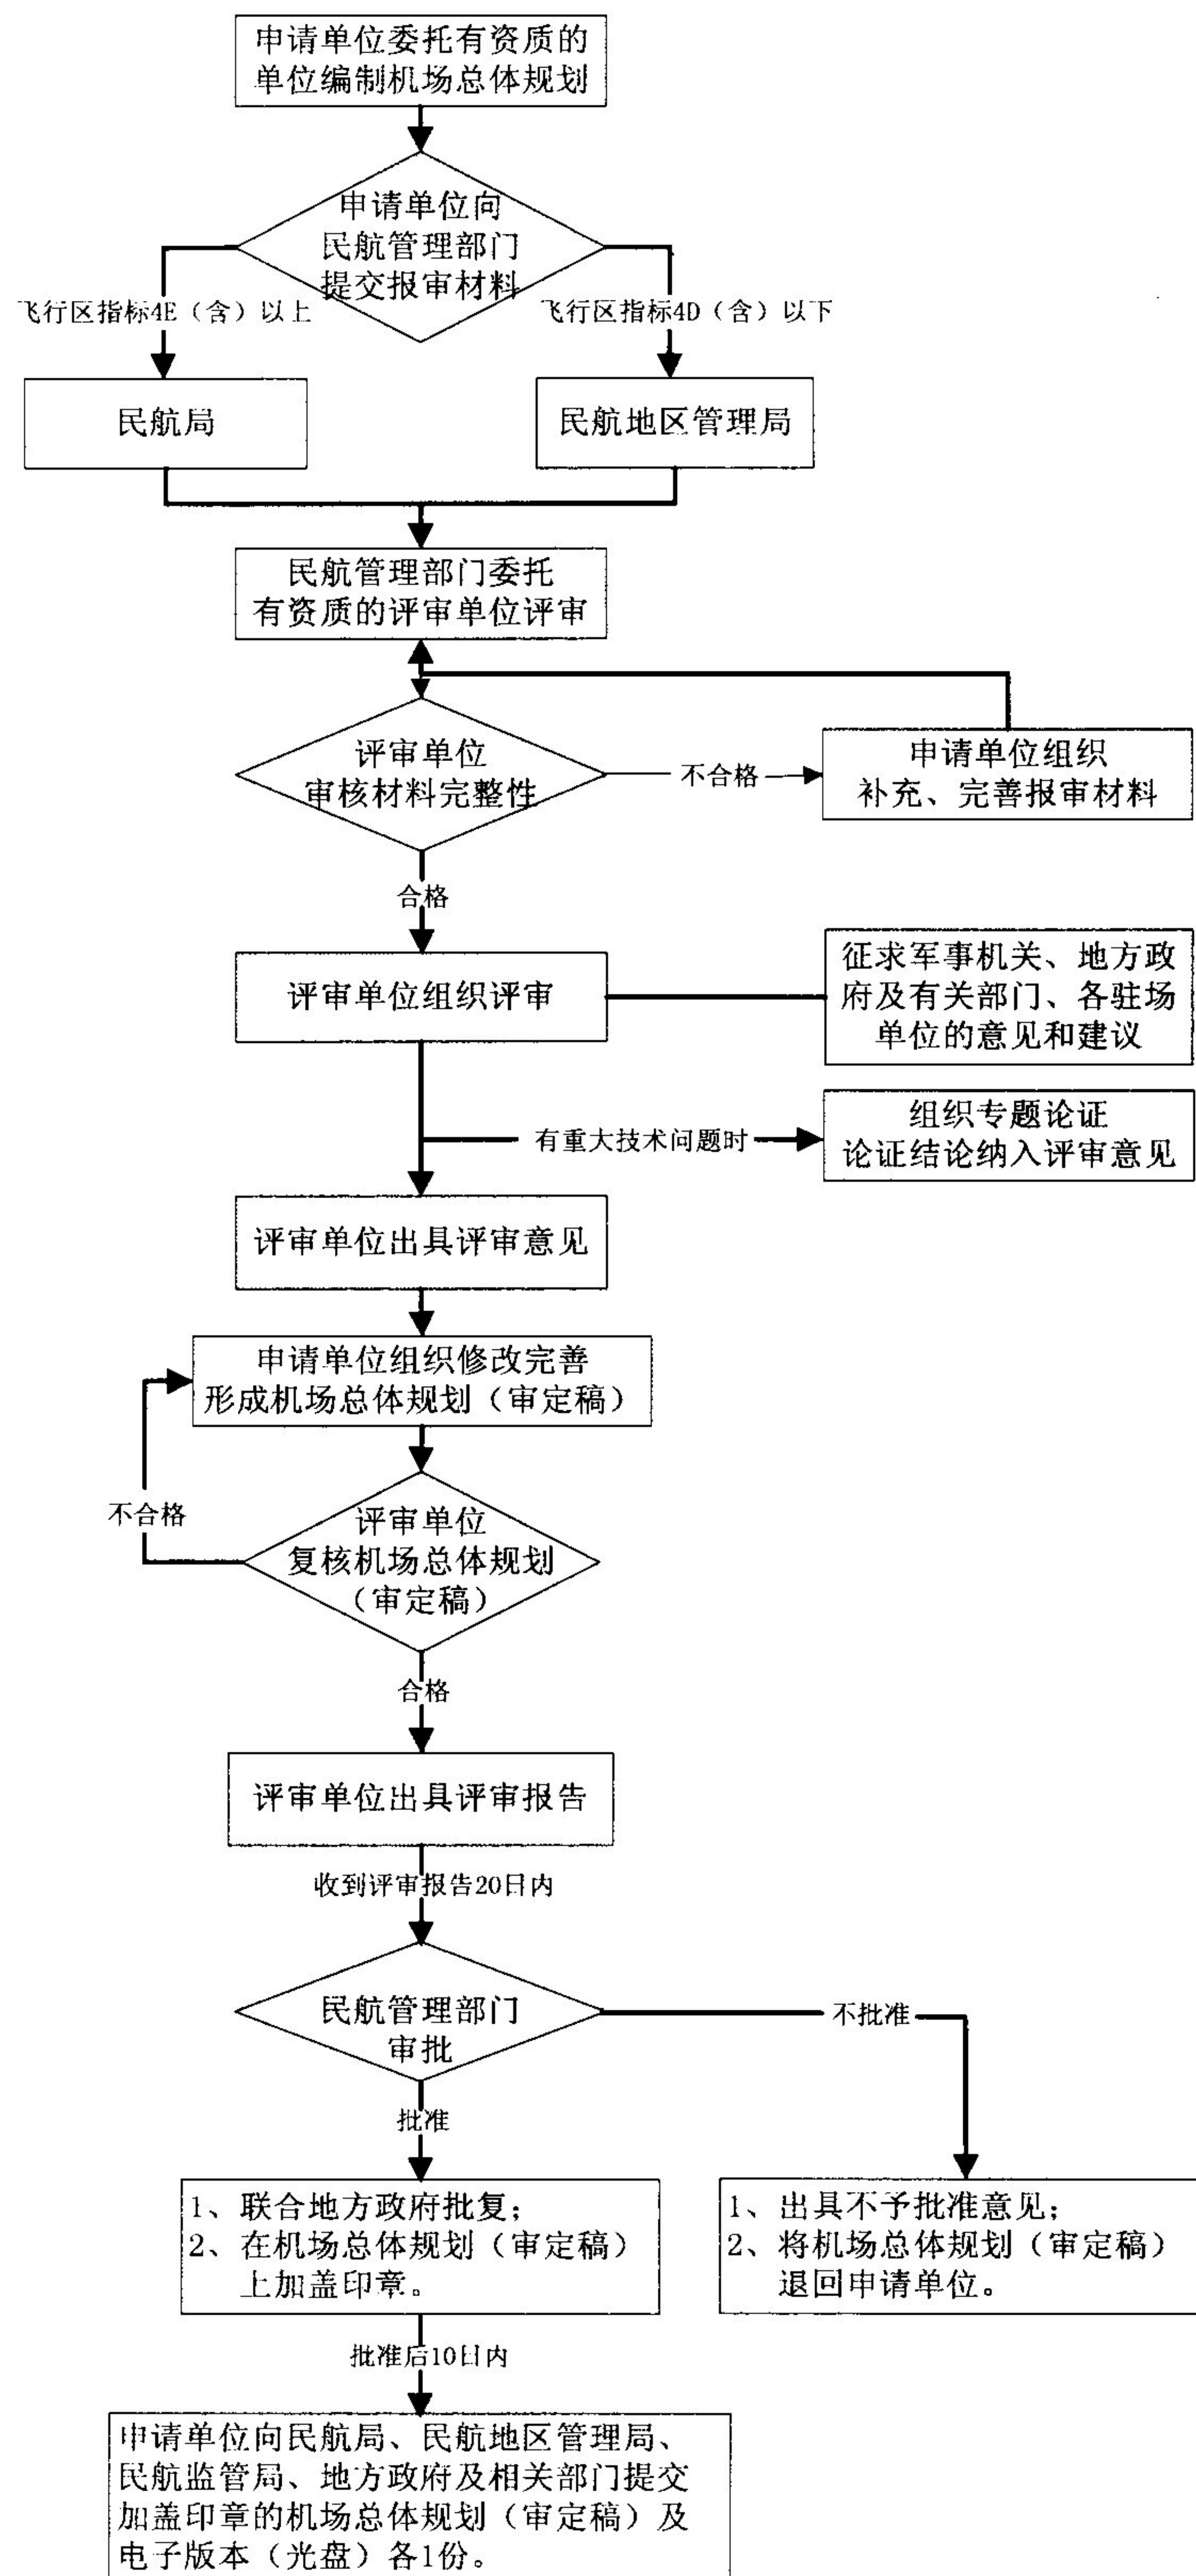 申请单位委托有资质的
单位编制机场总体规划
申请单位向
民航管理部门
提交报审材料
飞行区指标4E（含）以上
飞行区指标4D（含）以下
民航局
民航地区管理局
民航管理部门委托
有资质的评审单位评审
评审单位
审核材料完整性
不合格
申请单位组织
补充、完善报审材料
合格
评审单位组织评审
征求军事机关、地方政
府及有关部门、各驻场
单位的意见和建议
有重大技术问题时
组织专题论证
论证结论纳入评审意见
评审单位出具评审意见
申请单位组织修改完善
形成机场总体规划（审定稿）
不合格
评审单位
复核机场总体规划
（审定稿）
合格
评审单位出具评审报告
收到评审报告20日内
民航管理部门
审批
不批准
批准
1、联合地方政府批复；
2、在机场总体规划（审定稿）
上加盖印章。
1、出具不予批准意见；
2、将机场总体规划（审定稿）
退回申请单位。
批准后10日内
申请单位向民航局、民航地区管理局、
民航监管局、地方政府及相关部门提交
加盖印章的机场总体规划（审定稿）及
电子版本（光盘）各1份。